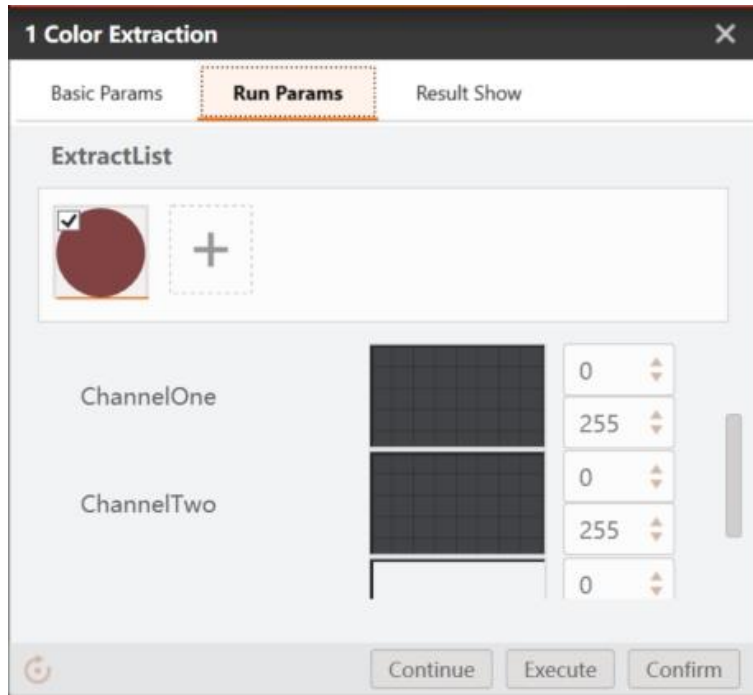 1 Color Extraction
Basic Params Run Params Result Show
ExtractList
ChannelOne
0
255
ChannelTwo
0
255
0
Continue Execute Confirm